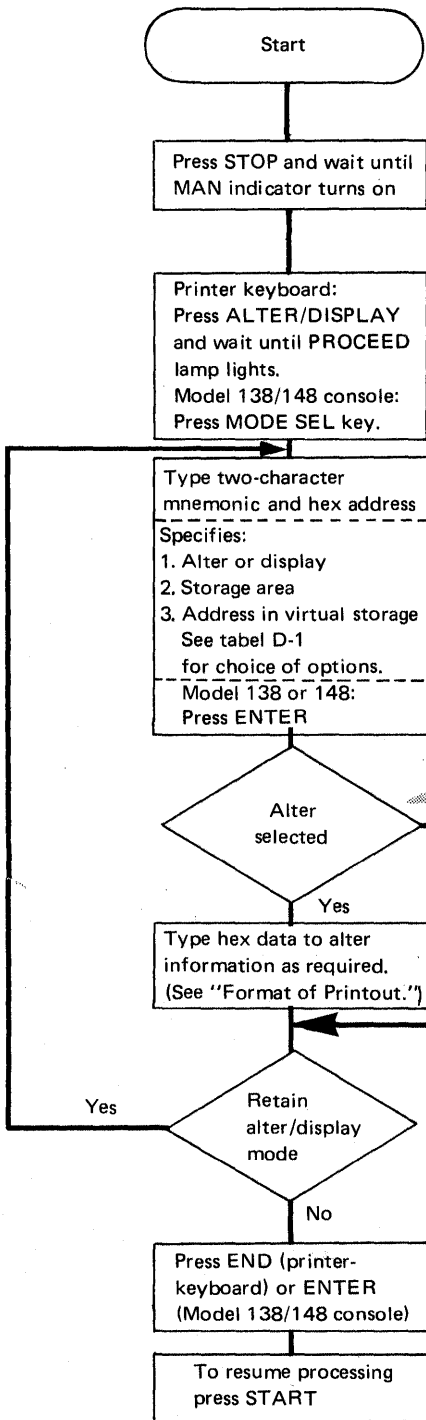 Start
Press STOP and wait until
MAN indicator turns on
Printer keyboard:
Press ALTER/DISPLAY
and wait until PROCEED
lamp lights.
Model 138/148 console:
Press MODE SEL key.
Type two-character
mnemonic and hex address
Specifies:
1. Alter or display
2. Storage area
3. Address in virtual storage
See tabel D-1
for choice of options.
Model 138 or 148:
Press ENTER
Alter
selected
Yes
Type hex data to alter
information as required.
(See "Format of Printout.")
Yes
Retain
alter/display
mode
No
Press END (printer-
keyboard) or ENTER
(Model 138/148 console)
To resume processing
press START